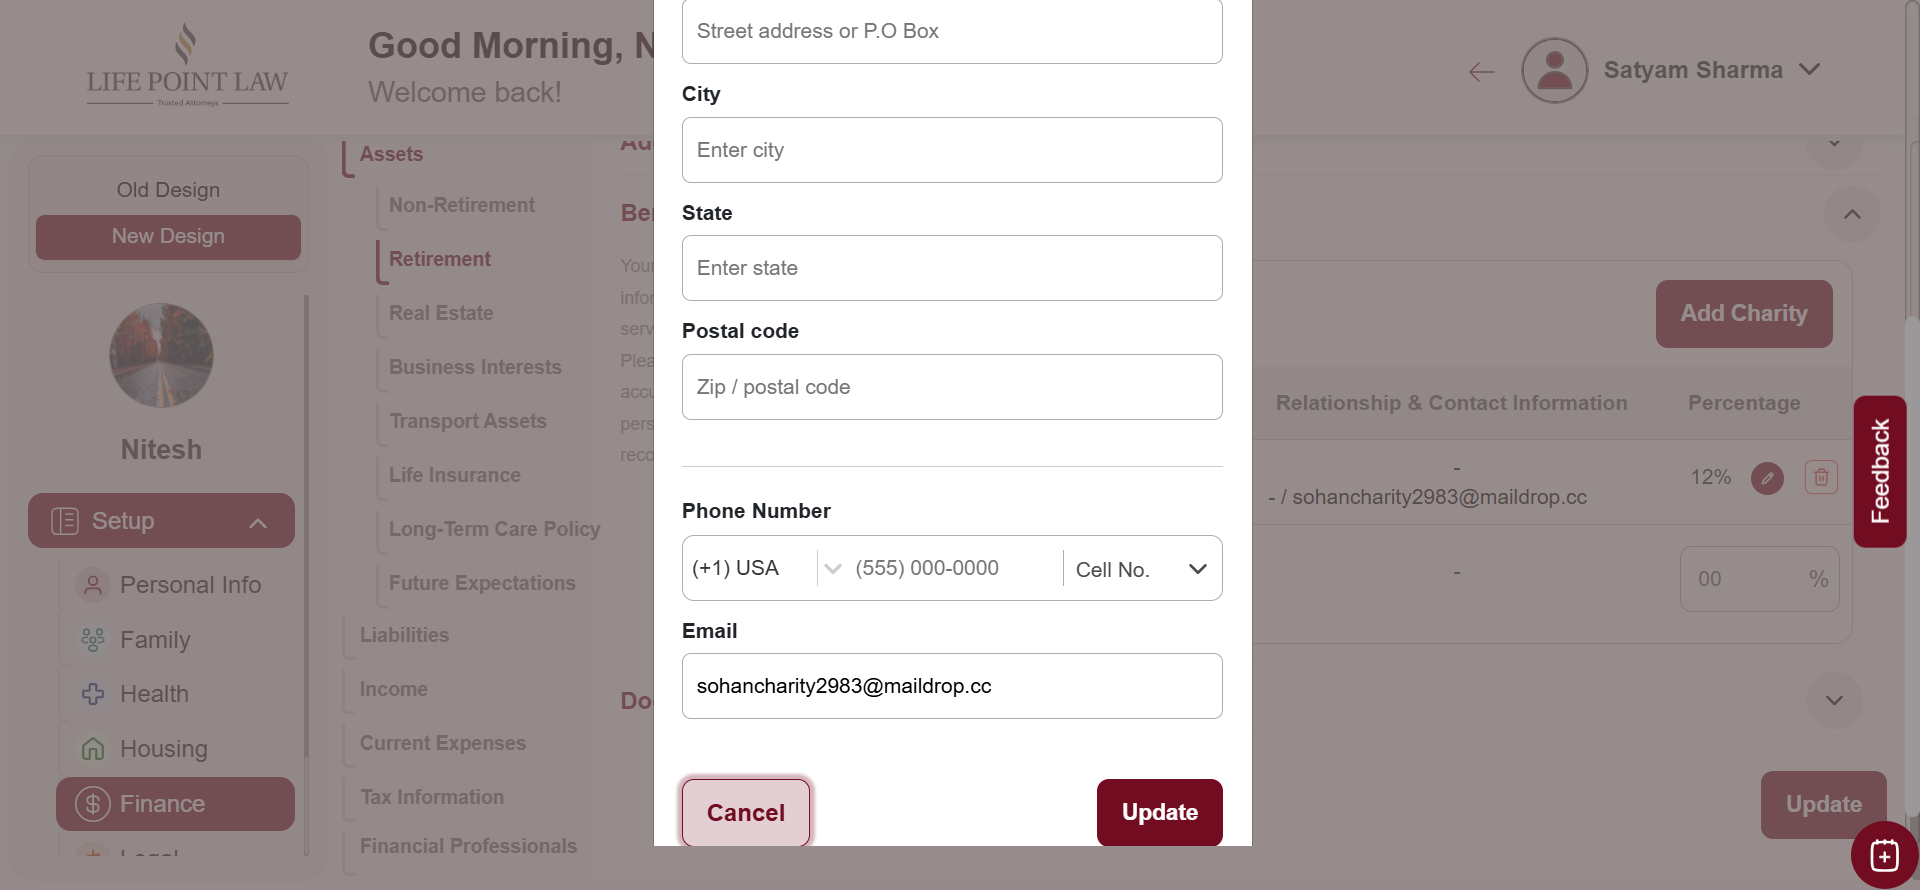 LIFE POINT LAW
Trusted Attorneys
Good Morning, N
Welcome back!
Satyam Sharma
Old Design
New Design
Nitesh
Setup
Personal Info
Family
Health
Housing
Finance
Legal
Assets
Non-Retirement
Retirement
Real Estate
Business Interests
Transport Assets
Life Insurance
Long-Term Care Policy
Future Expectations
Liabilities
Income
Current Expenses
Tax Information
Financial Professionals
Ber
Your
infor
serv
Plea
accu
pers
reco
Do
Street address or P.O Box
City
Enter city
State
Enter state
Postal code
Zip / postal code
Phone Number
(+1) USA
(555) 000-0000
Cell No.
Email
sohancharity2983@maildrop.cc
Cancel
Update
Add Charity
Relationship & Contact Information
Percentage
-
- / sohancharity2983@maildrop.cc
12%
-
00
%
Update
Feedback